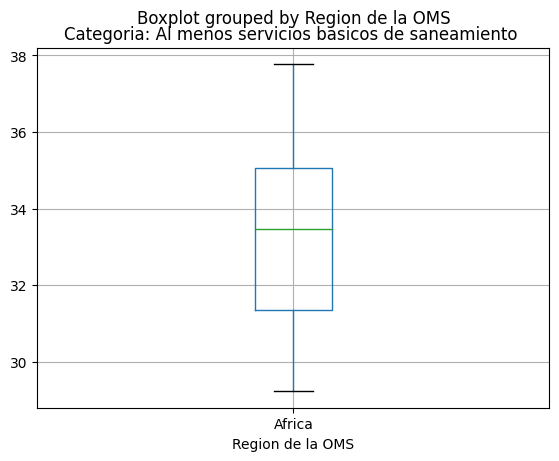 Boxplot grouped by Region de la OMS
Categoria: Al menos servicios basicos de saneamiento
38
36
34
32
30
Africa
Region de la OMS